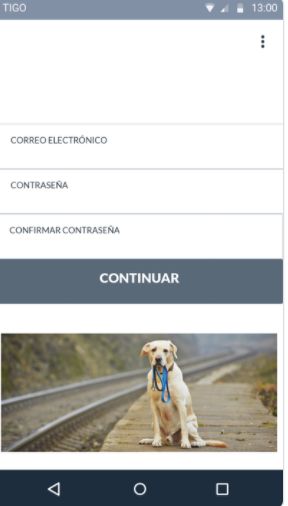 TIGO 13:00
CORREO ELECTRÓNICO
CONTRASEÑA
CONFIRMAR CONTRASEÑA
CONTINUAR